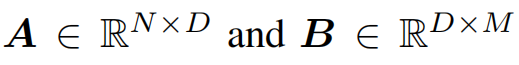 𝑨 ∈ ℝ^{N×D} and 𝑩 ∈ ℝ^{D×M}